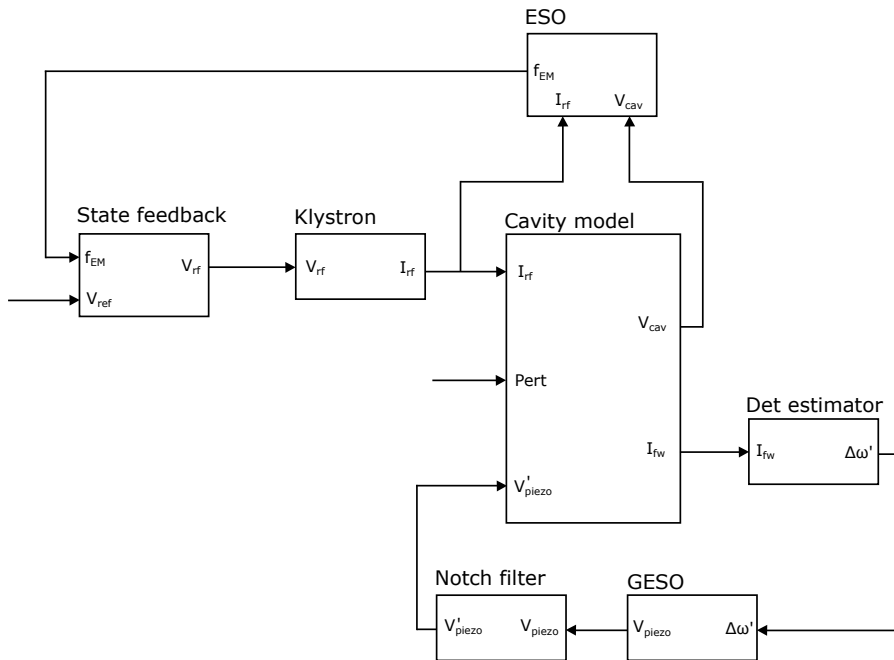 ESO
f_EM
I_rf V_cav
State feedback
f_EM
V_rf
V_ref
Klystron
V_rf I_rf
Cavity model
I_rf
V_cav
Pert
I_fw
V'_piezo
Det estimator
I_fw Δω'
Notch filter
V'_piezo V_piezo
GESO
V_piezo Δω'